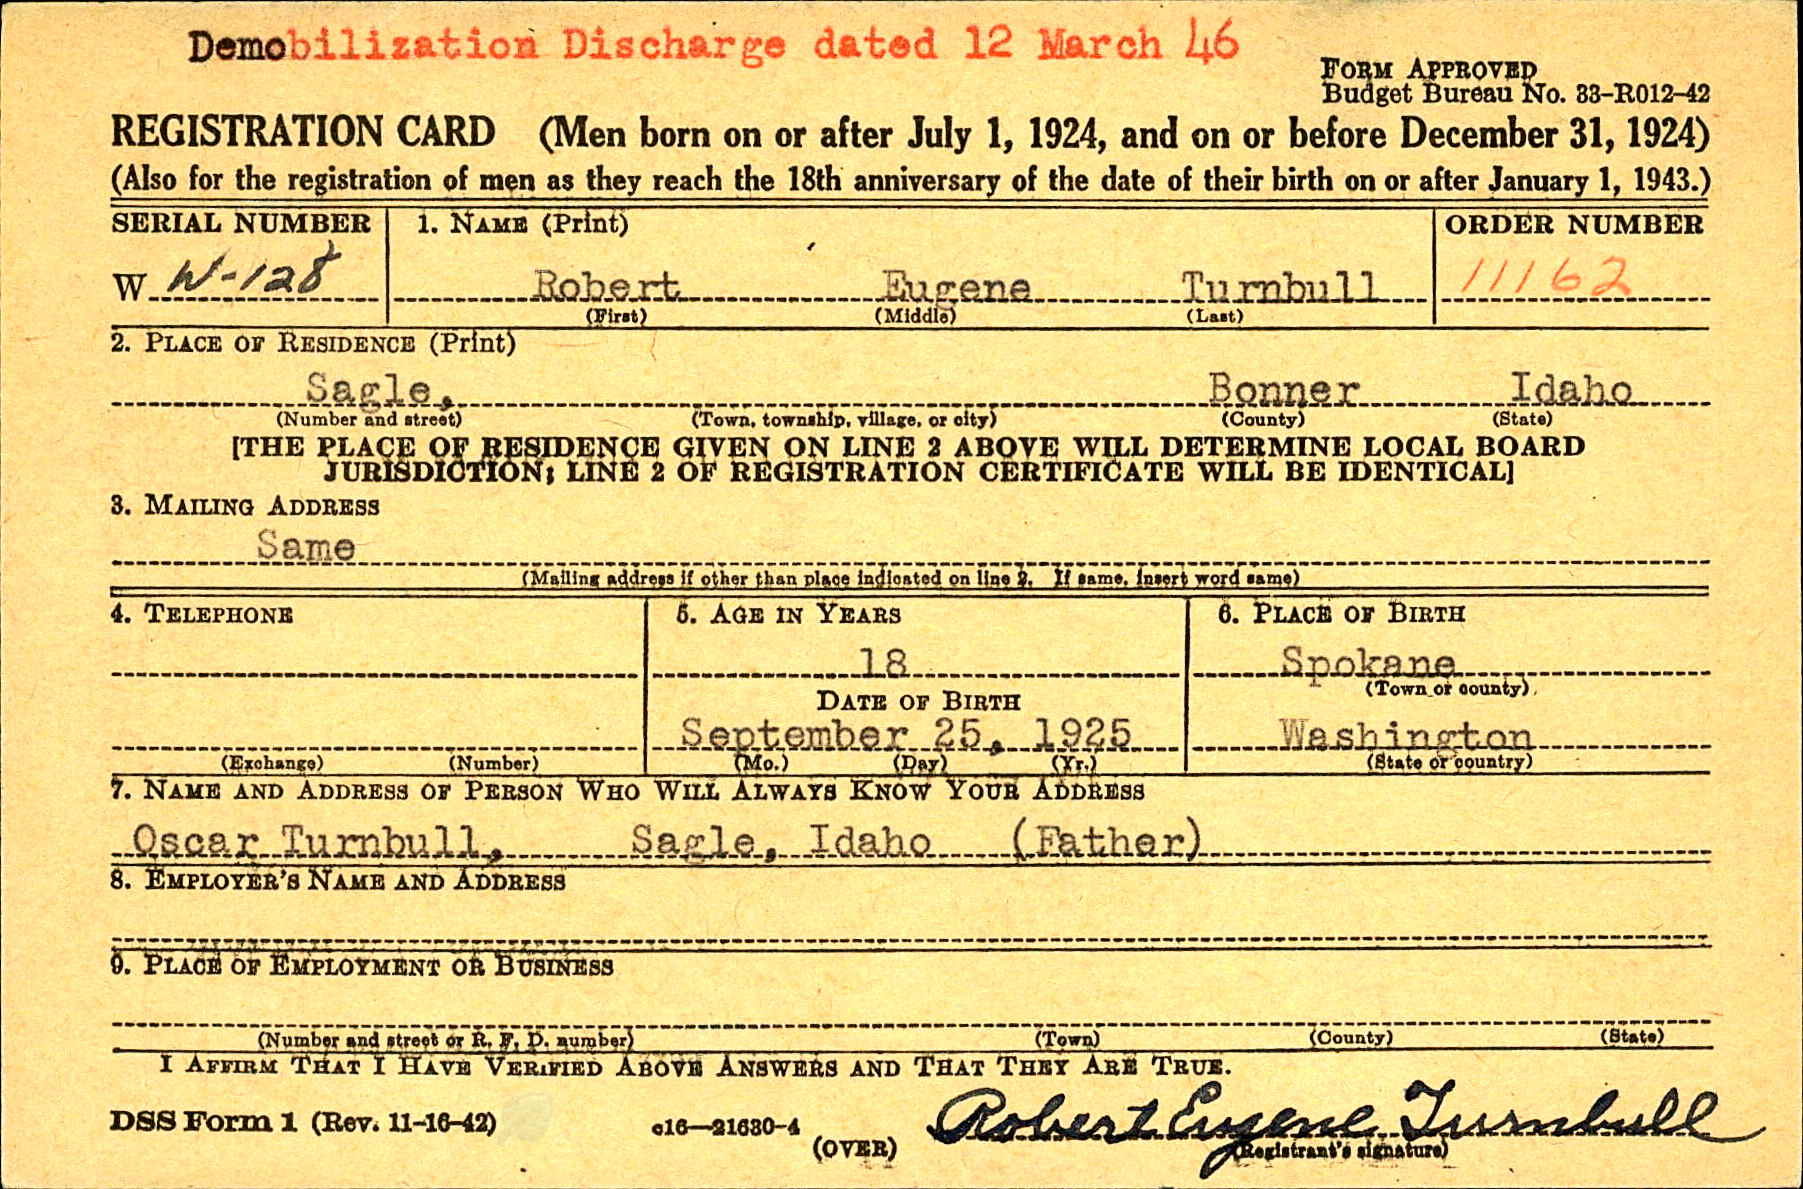 Demobilization Discharge dated 12 March 46
FORM APPROVED
Budget Bureau No. 33-R012-42
REGISTRATION CARD (Men born on or after July 1, 1924, and on or before December 31, 1924)
(Also for the registration of men as they reach the 18th anniversary of the date of their birth on or after January 1, 1943.)
SERIAL NUMBER 1. NAME (Print) ORDER NUMBER
W W-128 Robert Eugene Turnbull 11162
(First) (Middle) (Last)
2. PLACE OF RESIDENCE (Print)
Sagle, Bonner Idaho
(Number and street) (Town, township, village, or city) (County) (State)
[THE PLACE OF RESIDENCE GIVEN ON LINE 2 ABOVE WILL DETERMINE LOCAL BOARD
JURISDICTION; LINE 2 OF REGISTRATION CERTIFICATE WILL BE IDENTICAL]
3. MAILING ADDRESS
Same
(Mailing address if other than place indicated on line 2. If same, insert word same)
4. TELEPHONE 5. AGE IN YEARS 6. PLACE OF BIRTH
18 Spokane
DATE OF BIRTH (Town or county)
September 25, 1925 Washington
(Exchange) (Number) (Mo.) (Day) (Yr.) (State or country)
7. NAME AND ADDRESS OF PERSON WHO WILL ALWAYS KNOW YOUR ADDRESS
Oscar Turnbull, Sagle, Idaho (Father)
8. EMPLOYER'S NAME AND ADDRESS
9. PLACE OF EMPLOYMENT OR BUSINESS
(Number and street or R. F. D. number) (Town) (County) (State)
I AFFIRM THAT I HAVE VERIFIED ABOVE ANSWERS AND THAT THEY ARE TRUE.
DSS Form 1 (Rev. 11-16-42) c16—21630-4 Robert Eugene Turnbull
(OVER) (Registrant's signature)